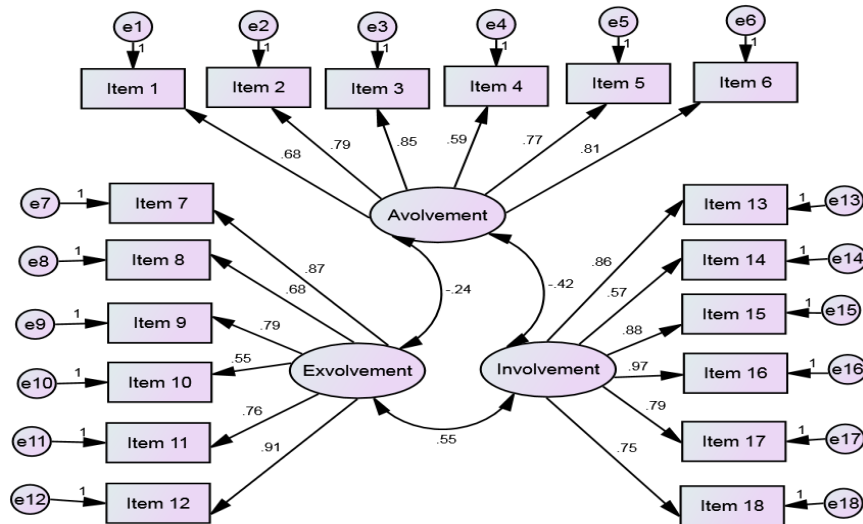 e1
e2
e3
e4
e5
e6
1
1
1
1
1
1
Item 1
Item 2
Item 3
Item 4
Item 5
Item 6
.68
.79
.85
.59
.77
.81
Avolvement
e7
1
Item 7
e8
1
Item 8
e9
1
Item 9
e10
1
Item 10
e11
1
Item 11
e12
1
Item 12
.87
.68
.79
.55
.76
.91
Exvolvement
-.24
-.42
.55
Involvement
.86
.57
.88
.97
.79
.75
Item 13
1
e13
Item 14
1
e14
Item 15
1
e15
Item 16
1
e16
Item 17
1
e17
Item 18
1
e18